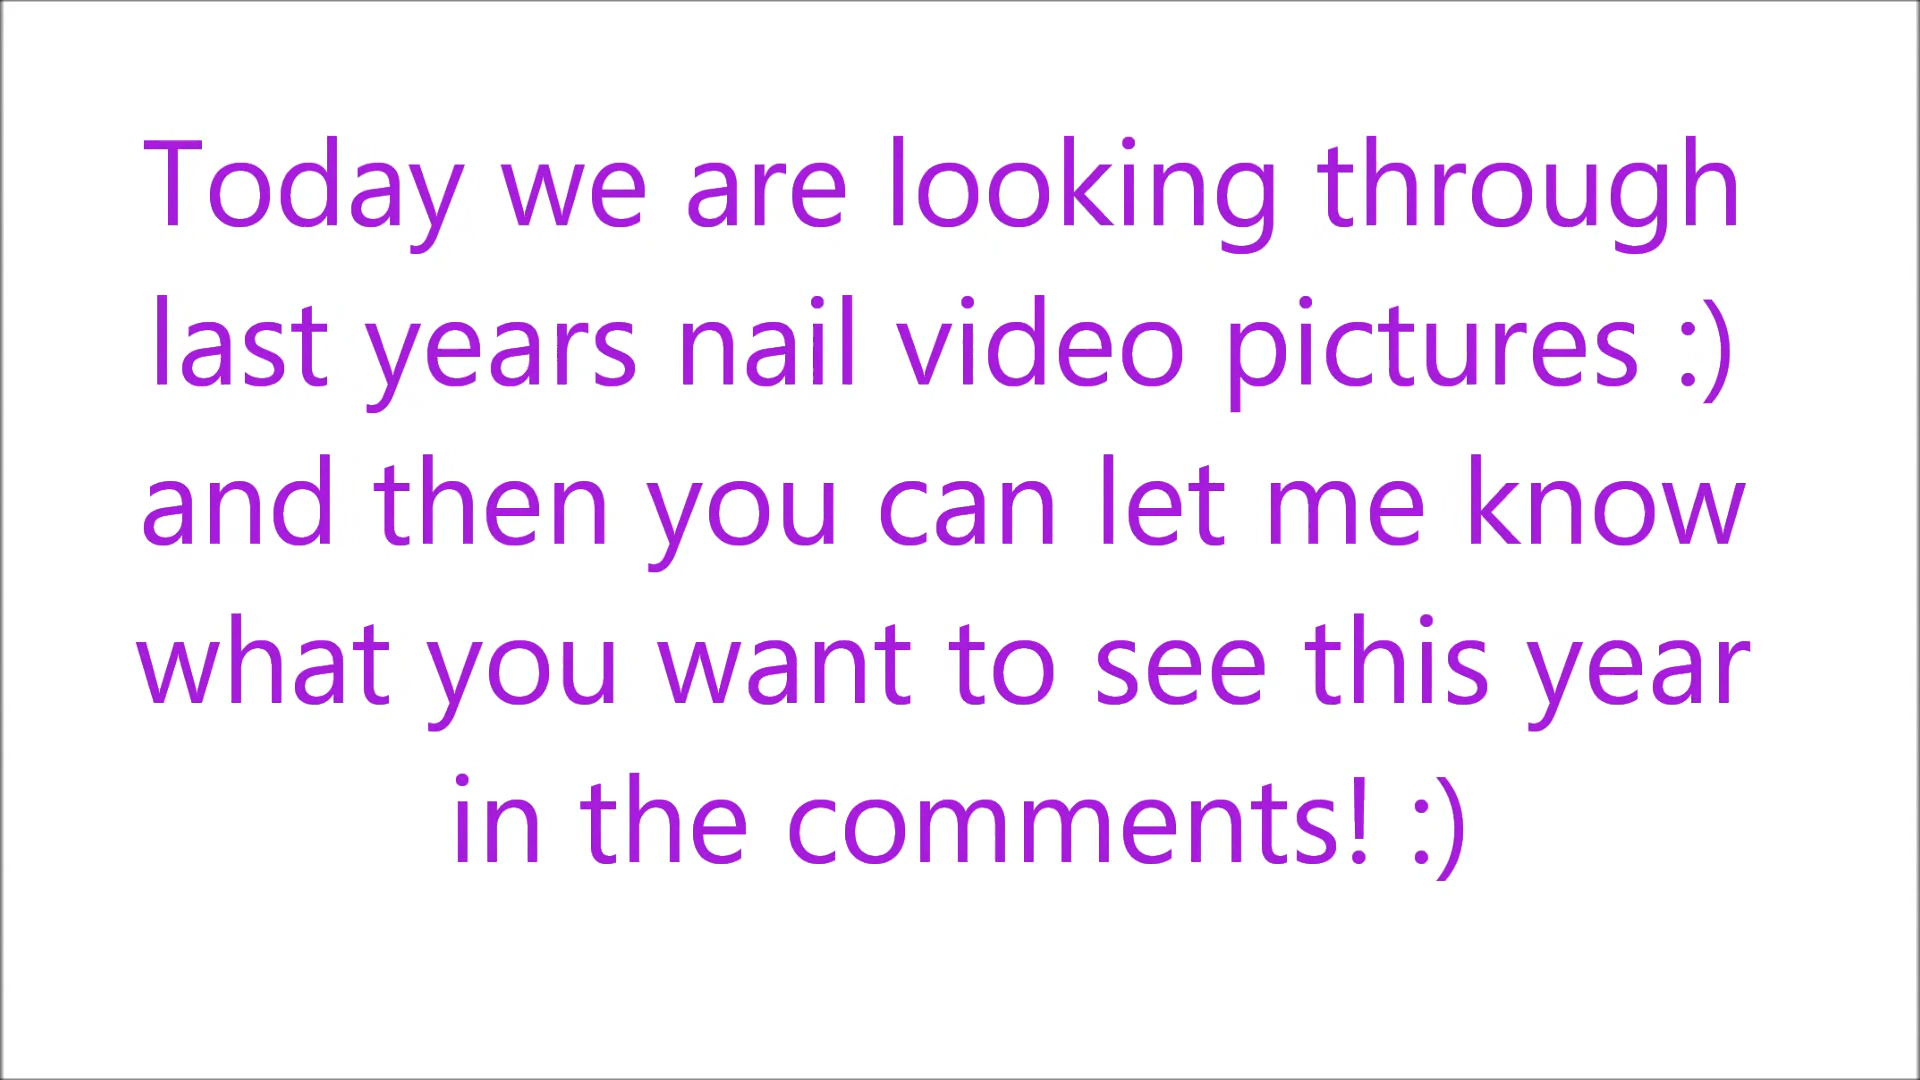 Today we are looking through
last years nail video pictures :)
and then you can let me know
what you want to see this year
in the comments! :)